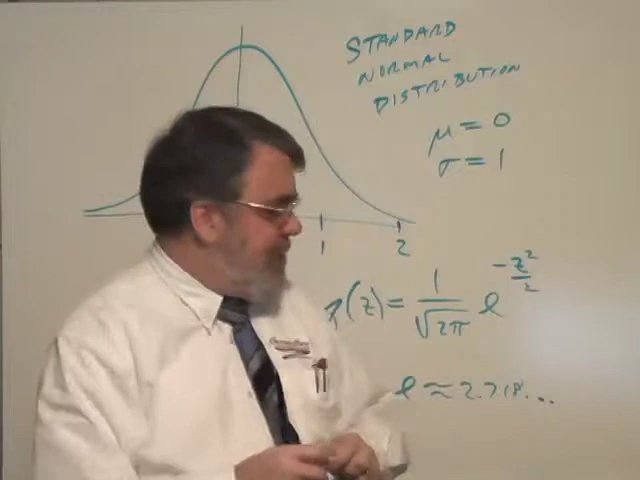 STANDARD
NORMAL
DISTRIBUTION
μ = 0
σ = 1
1 2
(z) = 1/√2π e^(-z²/2)
e ≈ 2.718...